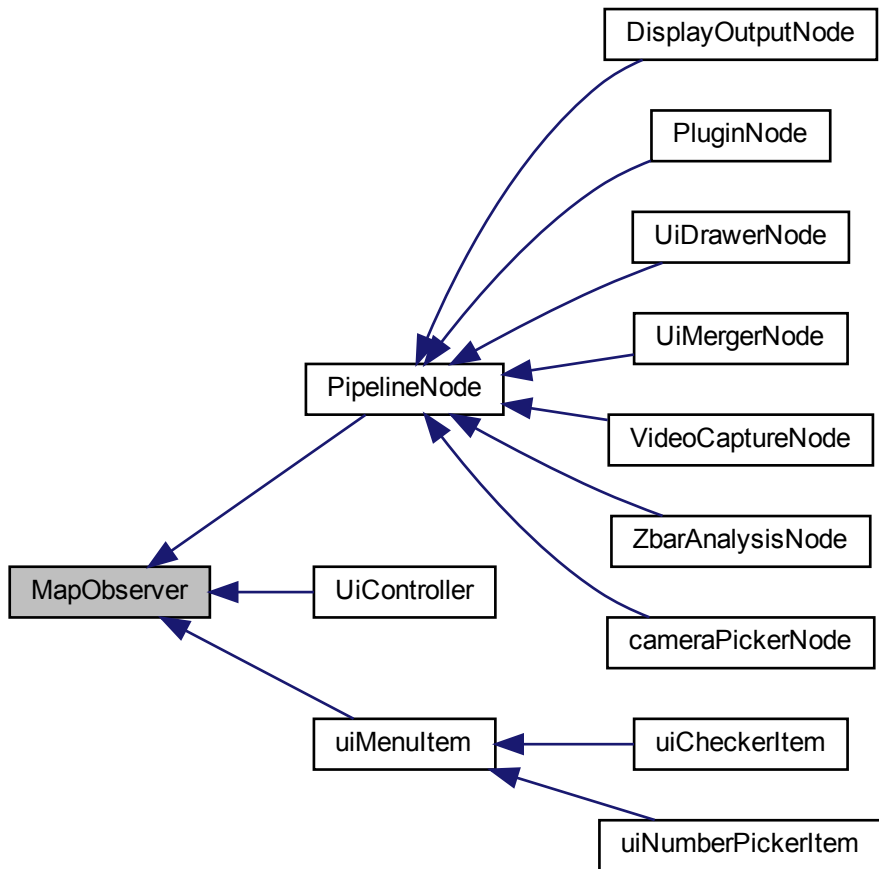 DisplayOutputNode
PluginNode
UiDrawerNode
UiMergerNode
PipelineNode
VideoCaptureNode
ZbarAnalysisNode
MapObserver
UiController
cameraPickerNode
uiMenuItem
uiCheckerItem
uiNumberPickerItem